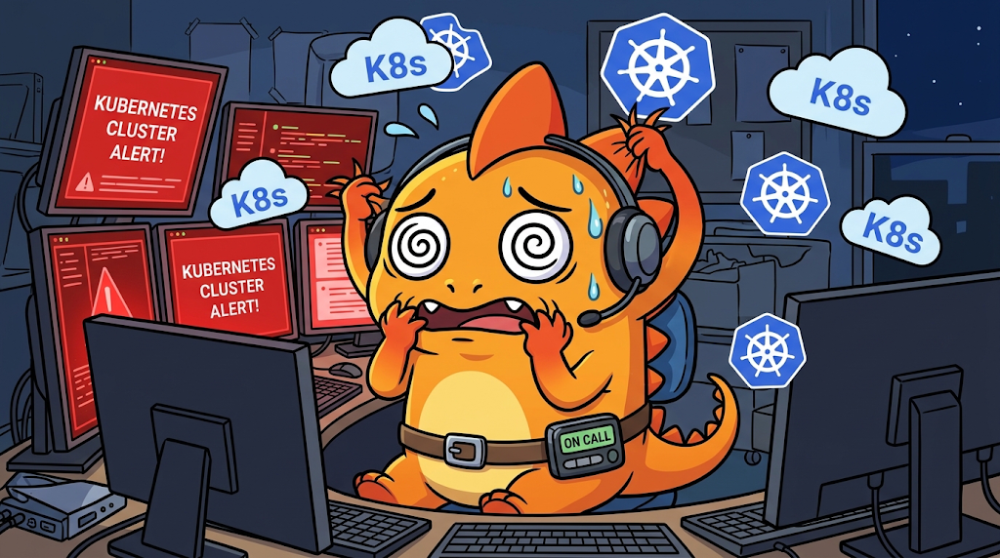 KUBERNETES
CLUSTER
ALERT!
K8s
K8s
K8s
KUBERNETES
CLUSTER
ALERT!
K8s
ON CALL